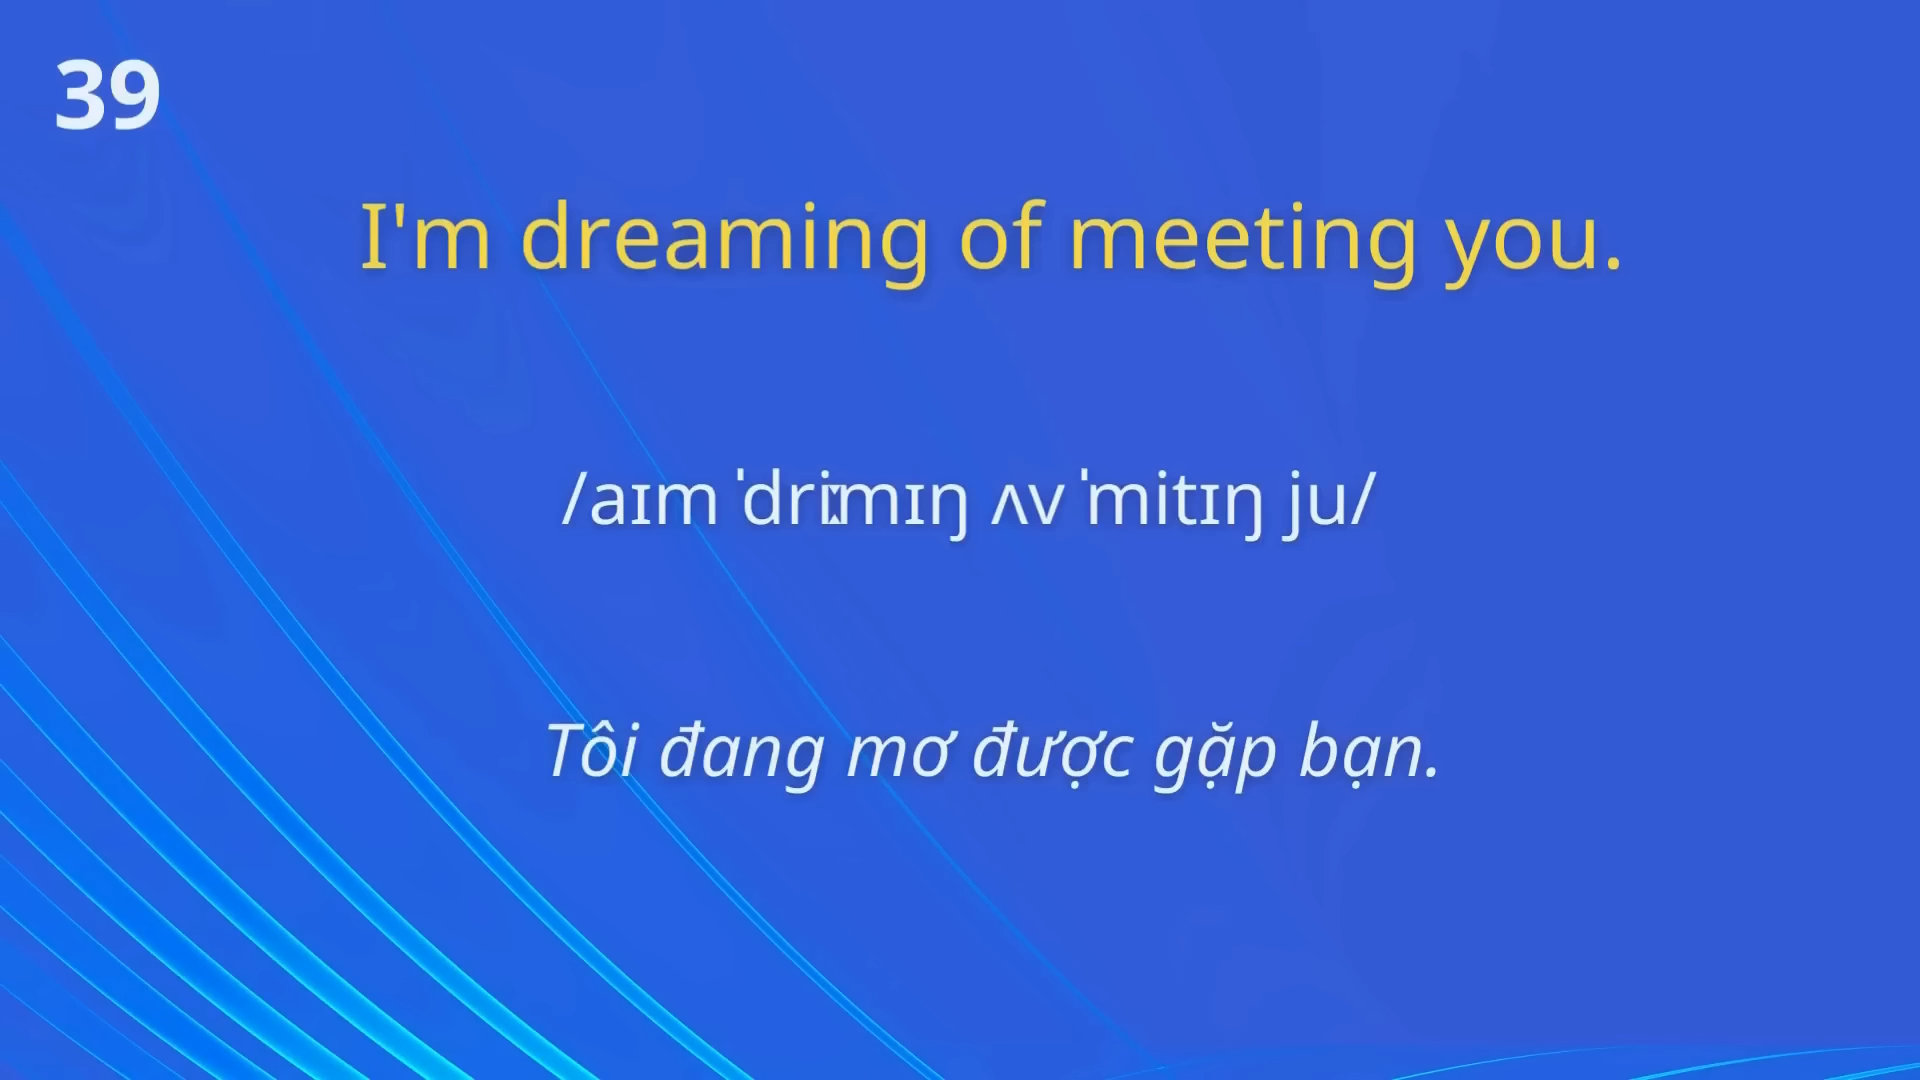 39
I'm dreaming of meeting you.
/aɪm ˈdriːmɪŋ ʌv ˈmitɪŋ ju/
Tôi đang mơ được gặp bạn.